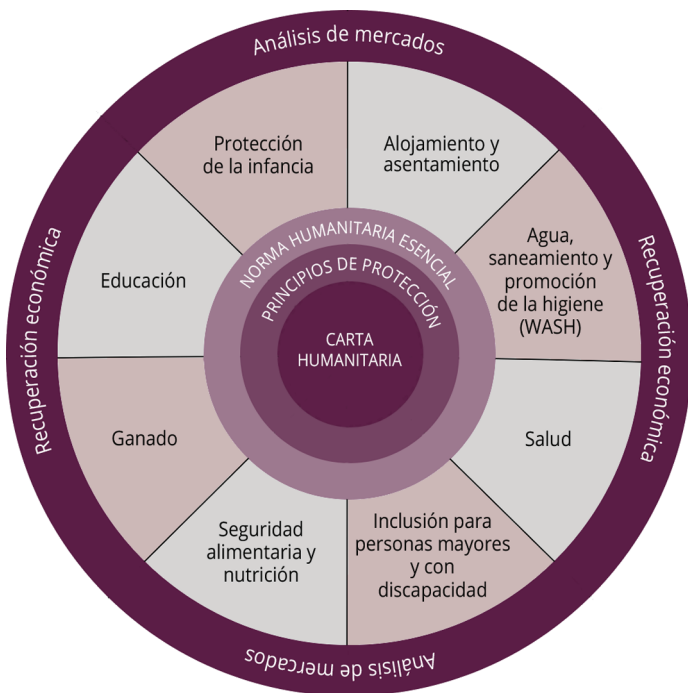 Análisis de mercados
Protección
de la infancia
Alojamiento y
asentamiento
Agua,
saneamiento y
promoción
de la higiene
(WASH)
Recuperación económica
Salud
Inclusión para
personas mayores
y con
discapacidad
Análisis de mercados
Seguridad
alimentaria y
nutrición
Ganado
Educación
Recuperación económica
NORMA HUMANITARIA ESENCIAL
PRINCIPIOS DE PROTECCIÓN
CARTA
HUMANITARIA